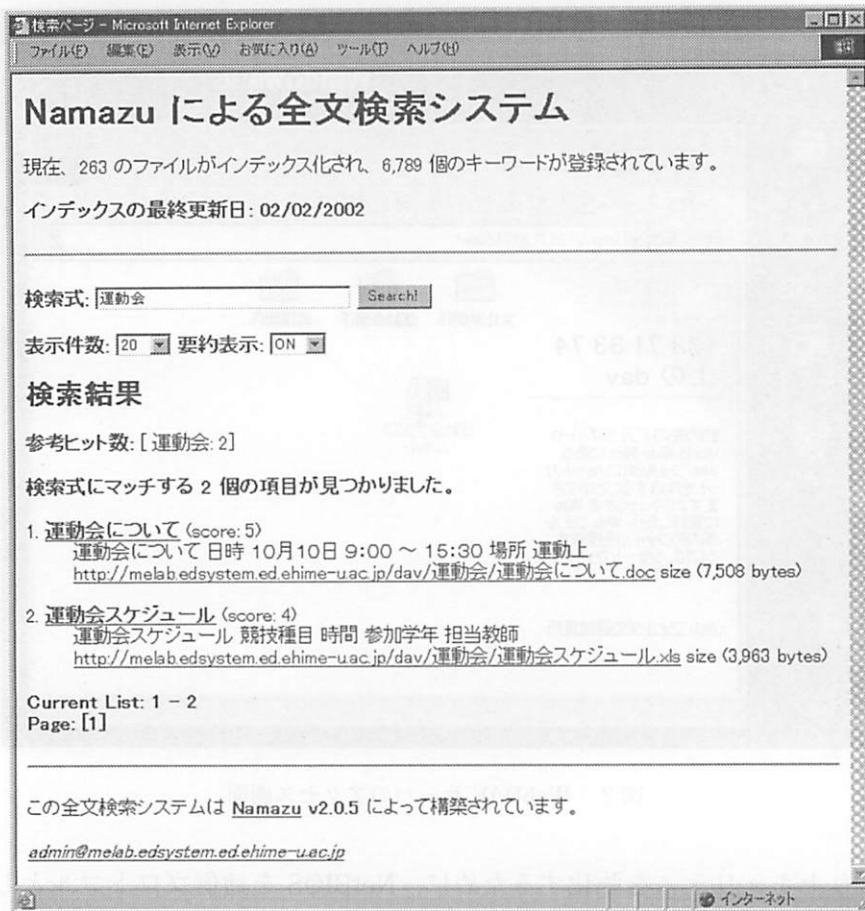 検索ページ - Microsoft Internet Explorer
ファイル(F) 編集(E) 表示(V) お気に入り(A) ツール(T) ヘルプ(H)
Namazu による全文検索システム
現在、263 のファイルがインデックス化され、6,789 個のキーワードが登録されています。
インデックスの最終更新日: 02/02/2002
検索式: 運動会 Search!
表示件数: 20 要約表示: ON
検索結果
参考ヒット数: [ 運動会: 2]
検索式にマッチする 2 個の項目が見つかりました。
1. 運動会について (score: 5)
運動会について 日時 10月10日 9:00 ～ 15:30 場所 運動上
http://melab.edsystem.ed.ehime-u.ac.jp/dav/運動会/運動会について.doc size (7,508 bytes)
2. 運動会スケジュール (score: 4)
運動会スケジュール 競技種目 時間 参加学年 担当教師
http://melab.edsystem.ed.ehime-u.ac.jp/dav/運動会/運動会スケジュール.xls size (3,963 bytes)
Current List: 1 - 2
Page: [1]
この全文検索システムは Namazu v2.0.5 によって構築されています。
admin@melab.edsystem.ed.ehime-u.ac.jp
インターネット